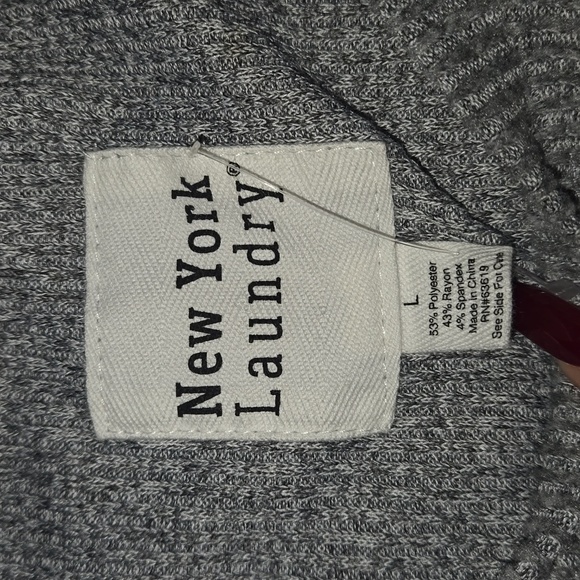 New York
Laundry®
L
53% Polyester
43% Rayon
4% Spandex
Made in China
RN#63619
See Side For Care